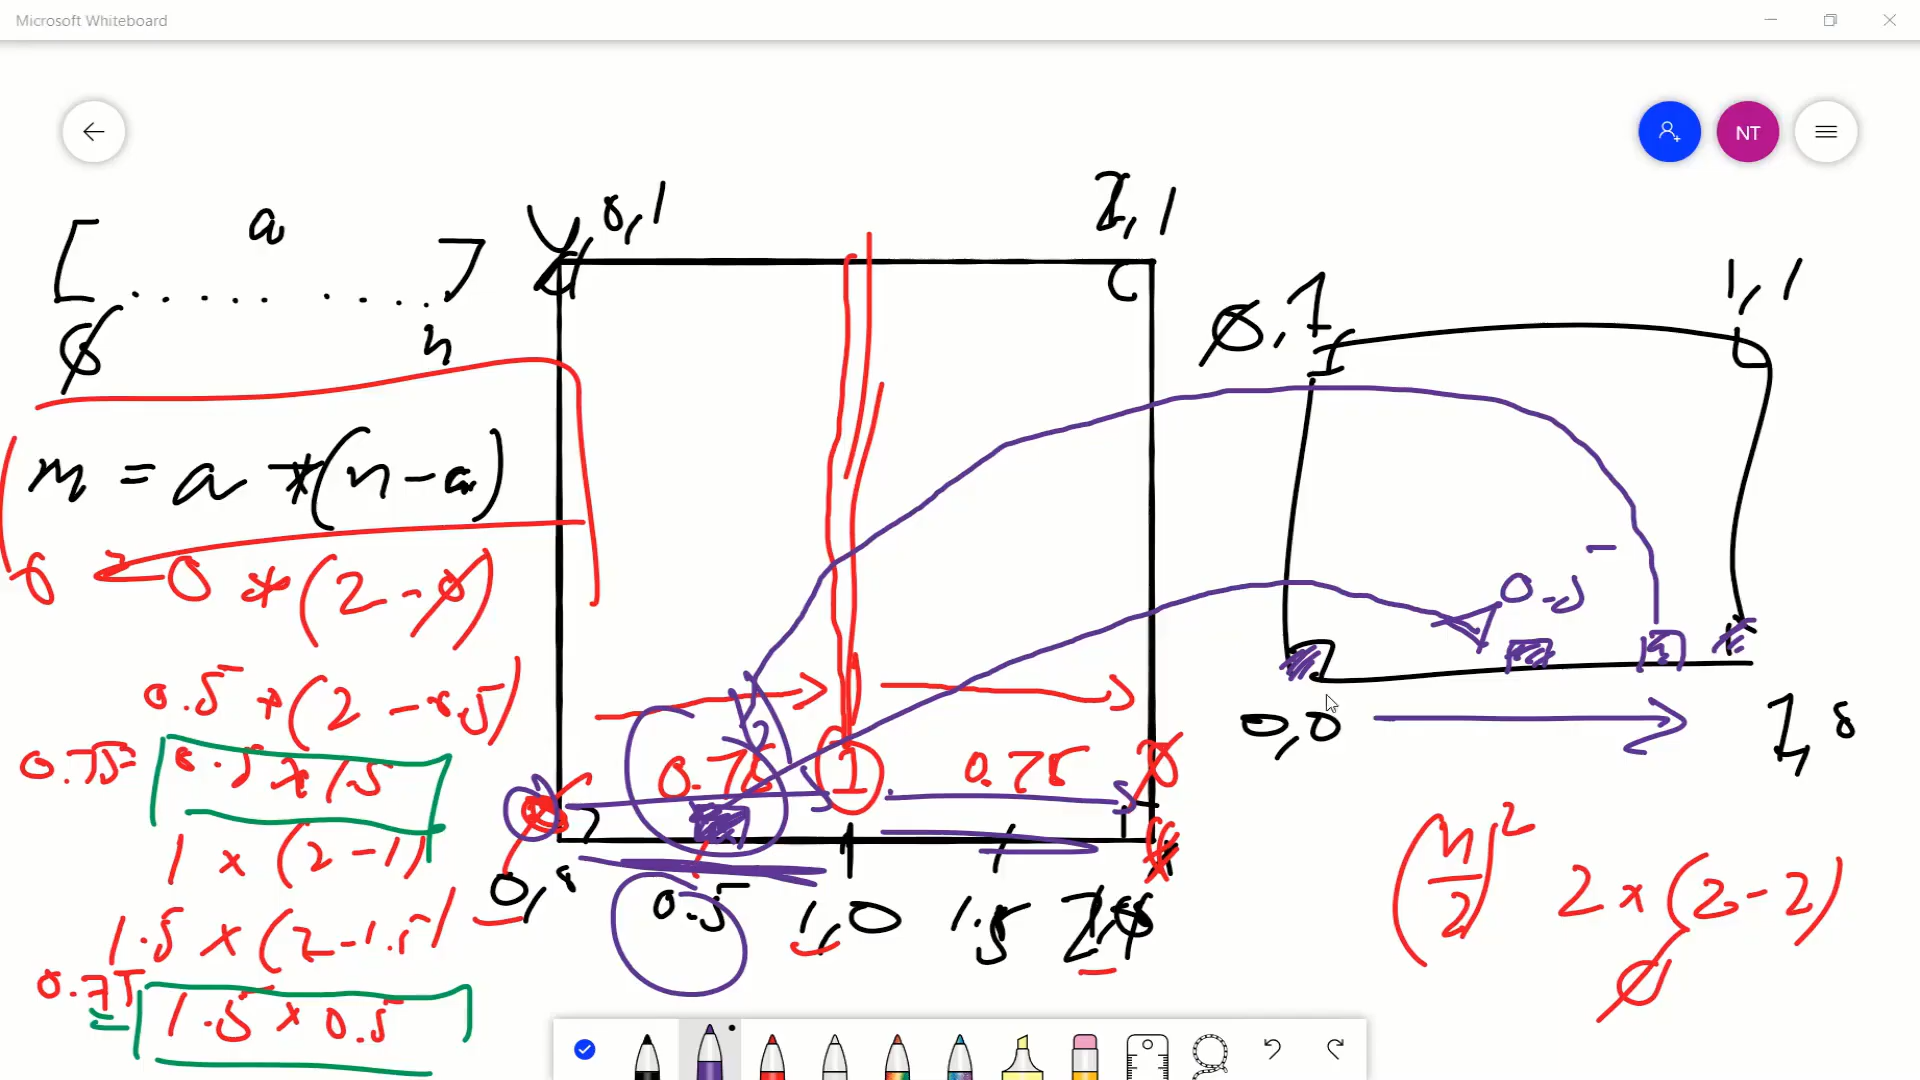 Microsoft Whiteboard
NT
a
0 n
m = a * (n - a)
0 = 0 * (2 - 0)
0.5 * (2 - 0.5)
0.75 = 0.5 x 1.5
1 x (2 - 1)
1.5 x (2 - 1.5)
0.75 = 1.5 x 0.5
0,1
2,1
0.75 1 0.75 0
0,0 0.5 1,0 1.5 2,0
0,1
1,1
0.5
0,0
1,0
(n/2)² 2 x (2 - 2)
0